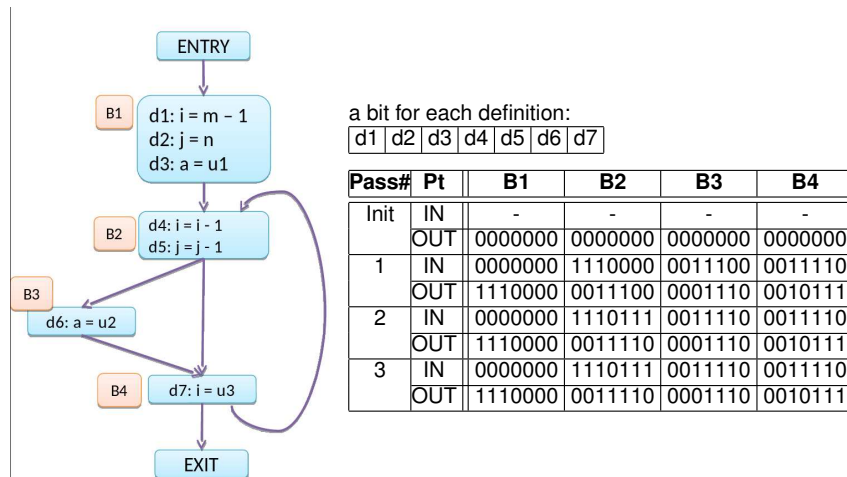 ENTRY
B1
d1: i = m – 1
d2: j = n
d3: a = u1
B2
d4: i = i - 1
d5: j = j - 1
B3
d6: a = u2
B4
d7: i = u3
EXIT
a bit for each definition:
d1 d2 d3 d4 d5 d6 d7
Pass# Pt B1 B2 B3 B4
Init IN - - - -
OUT 0000000 0000000 0000000 0000000
1 IN 0000000 1110000 0011100 0011110
OUT 1110000 0011100 0001110 0010111
2 IN 0000000 1110111 0011110 0011110
OUT 1110000 0011110 0001110 0010111
3 IN 0000000 1110111 0011110 0011110
OUT 1110000 0011110 0001110 0010111